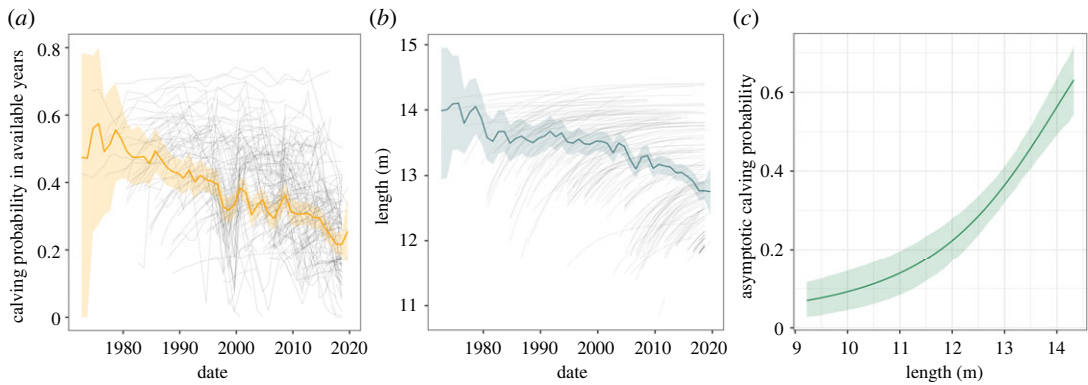 (a)
calving probability in available years
0.8
0.6
0.4
0.2
0
1980 1990 2000 2010 2020
date
(b)
length (m)
15
14
13
12
11
1980 1990 2000 2010 2020
date
(c)
asymptotic calving probability
0.6
0.4
0.2
0
9 10 11 12 13 14
length (m)